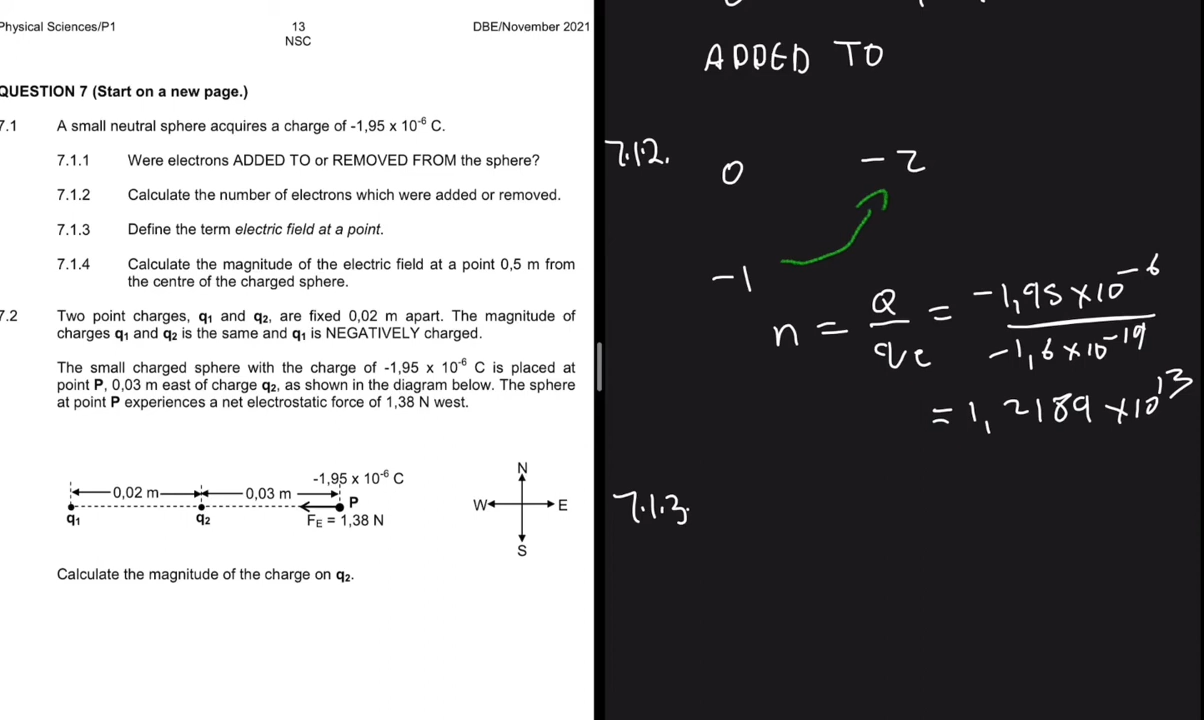 Physical Sciences/P1
13
NSC
DBE/November 2021
QUESTION 7 (Start on a new page.)
7.1 A small neutral sphere acquires a charge of -1,95 x 10⁻⁶ C.
7.1.1 Were electrons ADDED TO or REMOVED FROM the sphere?
7.1.2 Calculate the number of electrons which were added or removed.
7.1.3 Define the term electric field at a point.
7.1.4 Calculate the magnitude of the electric field at a point 0,5 m from
the centre of the charged sphere.
7.2 Two point charges, q₁ and q₂, are fixed 0,02 m apart. The magnitude of
charges q₁ and q₂ is the same and q₁ is NEGATIVELY charged.
The small charged sphere with the charge of -1,95 x 10⁻⁶ C is placed at
point P, 0,03 m east of charge q₂, as shown in the diagram below. The sphere
at point P experiences a net electrostatic force of 1,38 N west.
-1,95 x 10⁻⁶ C
0,02 m
0,03 m
P
q₁
q₂
F_E = 1,38 N
N
W
E
S
Calculate the magnitude of the charge on q₂.
ADDED TO
7.1.2.
0 -2
-1
n = Q/qe = -1,95 × 10⁻⁶ / -1,6 × 10⁻¹⁹
= 1,2189 × 10¹³
7.1.3.